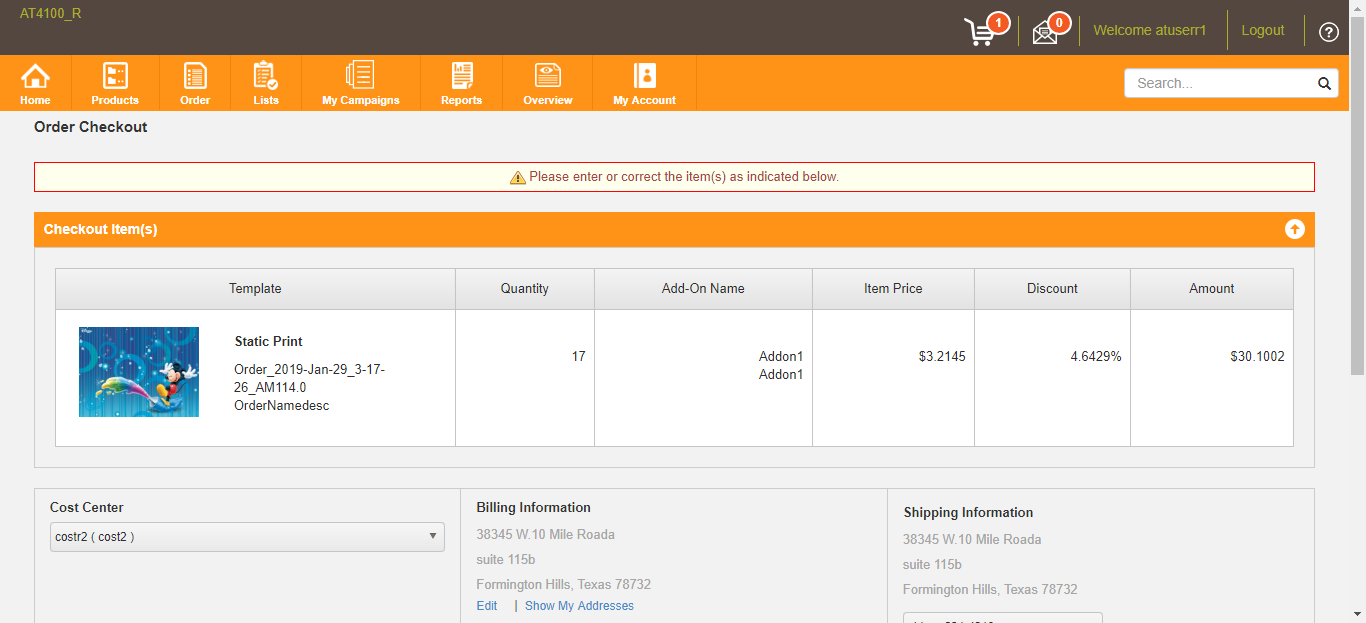 AT4100_R
1
0
Welcome atuserr1
Logout
?
Home
Products
Order
Lists
My Campaigns
Reports
Overview
My Account
Search...
Order Checkout
Please enter or correct the item(s) as indicated below.
Checkout Item(s)
Template
Quantity
Add-On Name
Item Price
Discount
Amount
Static Print
Order_2019-Jan-29_3-17-
26_AM114.0
OrderNamedesc
17
Addon1
Addon1
$3.2145
4.6429%
$30.1002
Cost Center
costr2 ( cost2 )
Billing Information
38345 W.10 Mile Roada
suite 115b
Formington Hills, Texas 78732
Edit | Show My Addresses
Shipping Information
38345 W.10 Mile Roada
suite 115b
Formington Hills, Texas 78732